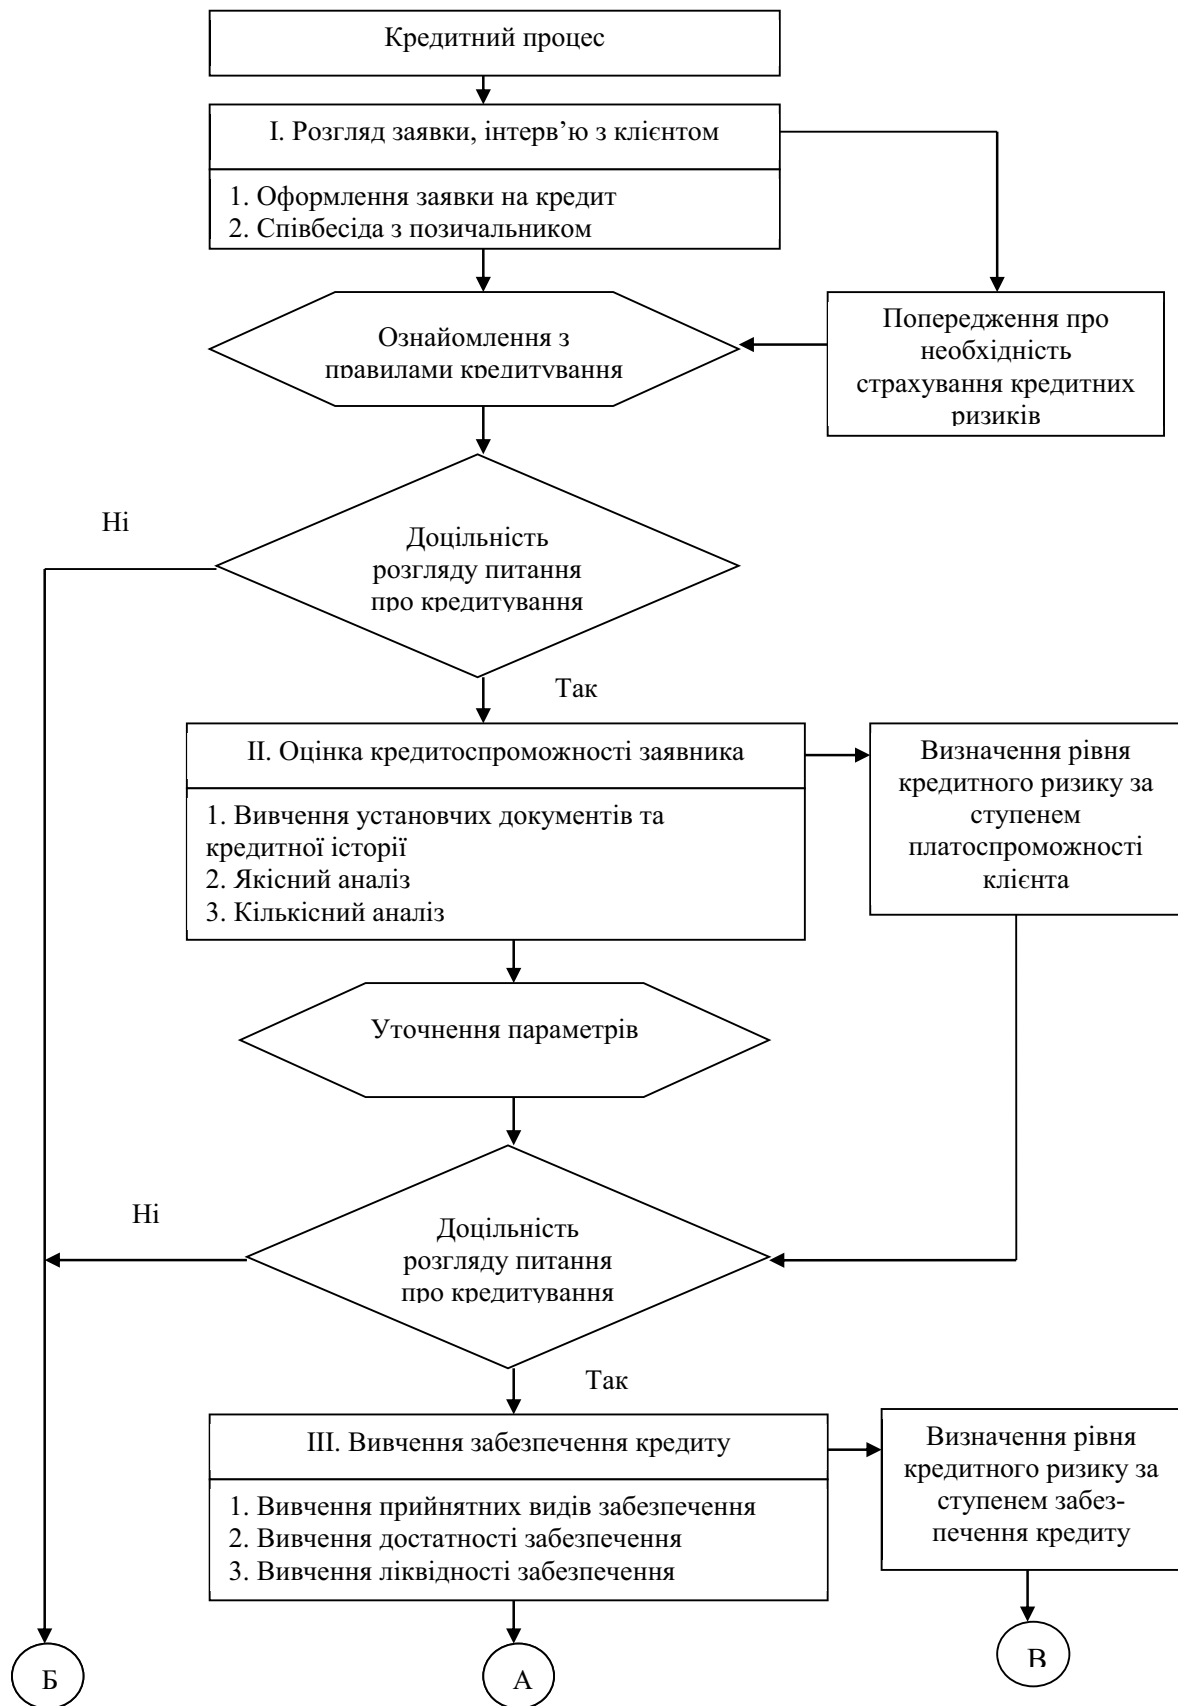 Кредитний процес
І. Розгляд заявки, інтерв’ю з клієнтом
1. Оформлення заявки на кредит
2. Співбесіда з позичальником
Ознайомлення з
правилами кредитування
Попередження про
необхідність
страхування кредитних
ризиків
Ні
Доцільність
розгляду питання
про кредитування
Так
ІІ. Оцінка кредитоспроможності заявника
1. Вивчення установчих документів та
кредитної історії
2. Якісний аналіз
3. Кількісний аналіз
Визначення рівня
кредитного ризику за
ступенем
платоспроможності
клієнта
Уточнення параметрів
Ні
Доцільність
розгляду питання
про кредитування
Так
ІІІ. Вивчення забезпечення кредиту
1. Вивчення прийнятних видів забезпечення
2. Вивчення достатності забезпечення
3. Вивчення ліквідності забезпечення
Визначення рівня
кредитного ризику за
ступенем забез-
печення кредиту
Б
А
В